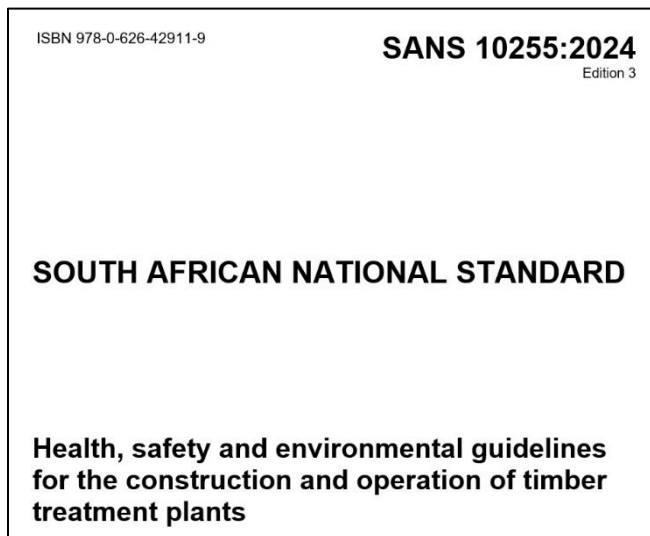 ISBN 978-0-626-42911-9
SANS 10255:2024
Edition 3
SOUTH AFRICAN NATIONAL STANDARD
Health, safety and environmental guidelines
for the construction and operation of timber
treatment plants